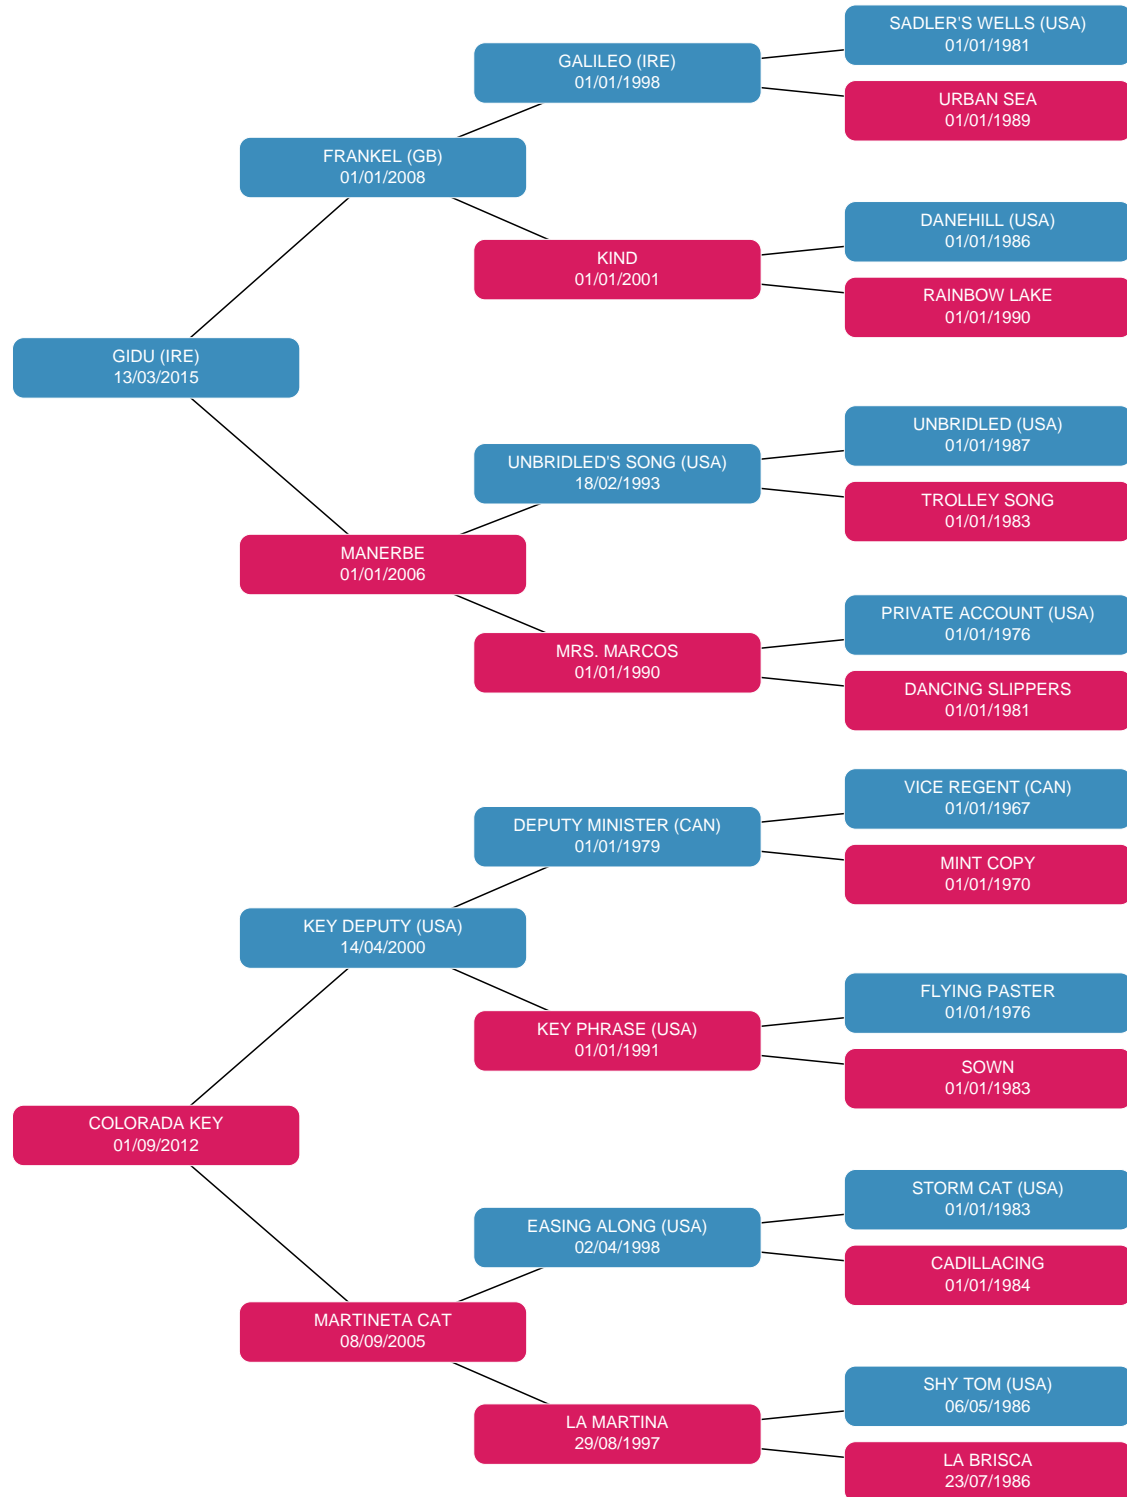 SADLER'S WELLS (USA)
01/01/1981
GALILEO (IRE)
01/01/1998
URBAN SEA
01/01/1989
FRANKEL (GB)
01/01/2008
DANEHILL (USA)
01/01/1986
KIND
01/01/2001
RAINBOW LAKE
01/01/1990
GIDU (IRE)
13/03/2015
UNBRIDLED (USA)
01/01/1987
UNBRIDLED'S SONG (USA)
18/02/1993
TROLLEY SONG
01/01/1983
MANERBE
01/01/2006
PRIVATE ACCOUNT (USA)
01/01/1976
MRS. MARCOS
01/01/1990
DANCING SLIPPERS
01/01/1981
VICE REGENT (CAN)
01/01/1967
DEPUTY MINISTER (CAN)
01/01/1979
MINT COPY
01/01/1970
KEY DEPUTY (USA)
14/04/2000
FLYING PASTER
01/01/1976
KEY PHRASE (USA)
01/01/1991
SOWN
01/01/1983
COLORADA KEY
01/09/2012
STORM CAT (USA)
01/01/1983
EASING ALONG (USA)
02/04/1998
CADILLACING
01/01/1984
MARTINETA CAT
08/09/2005
SHY TOM (USA)
06/05/1986
LA MARTINA
29/08/1997
LA BRISCA
23/07/1986